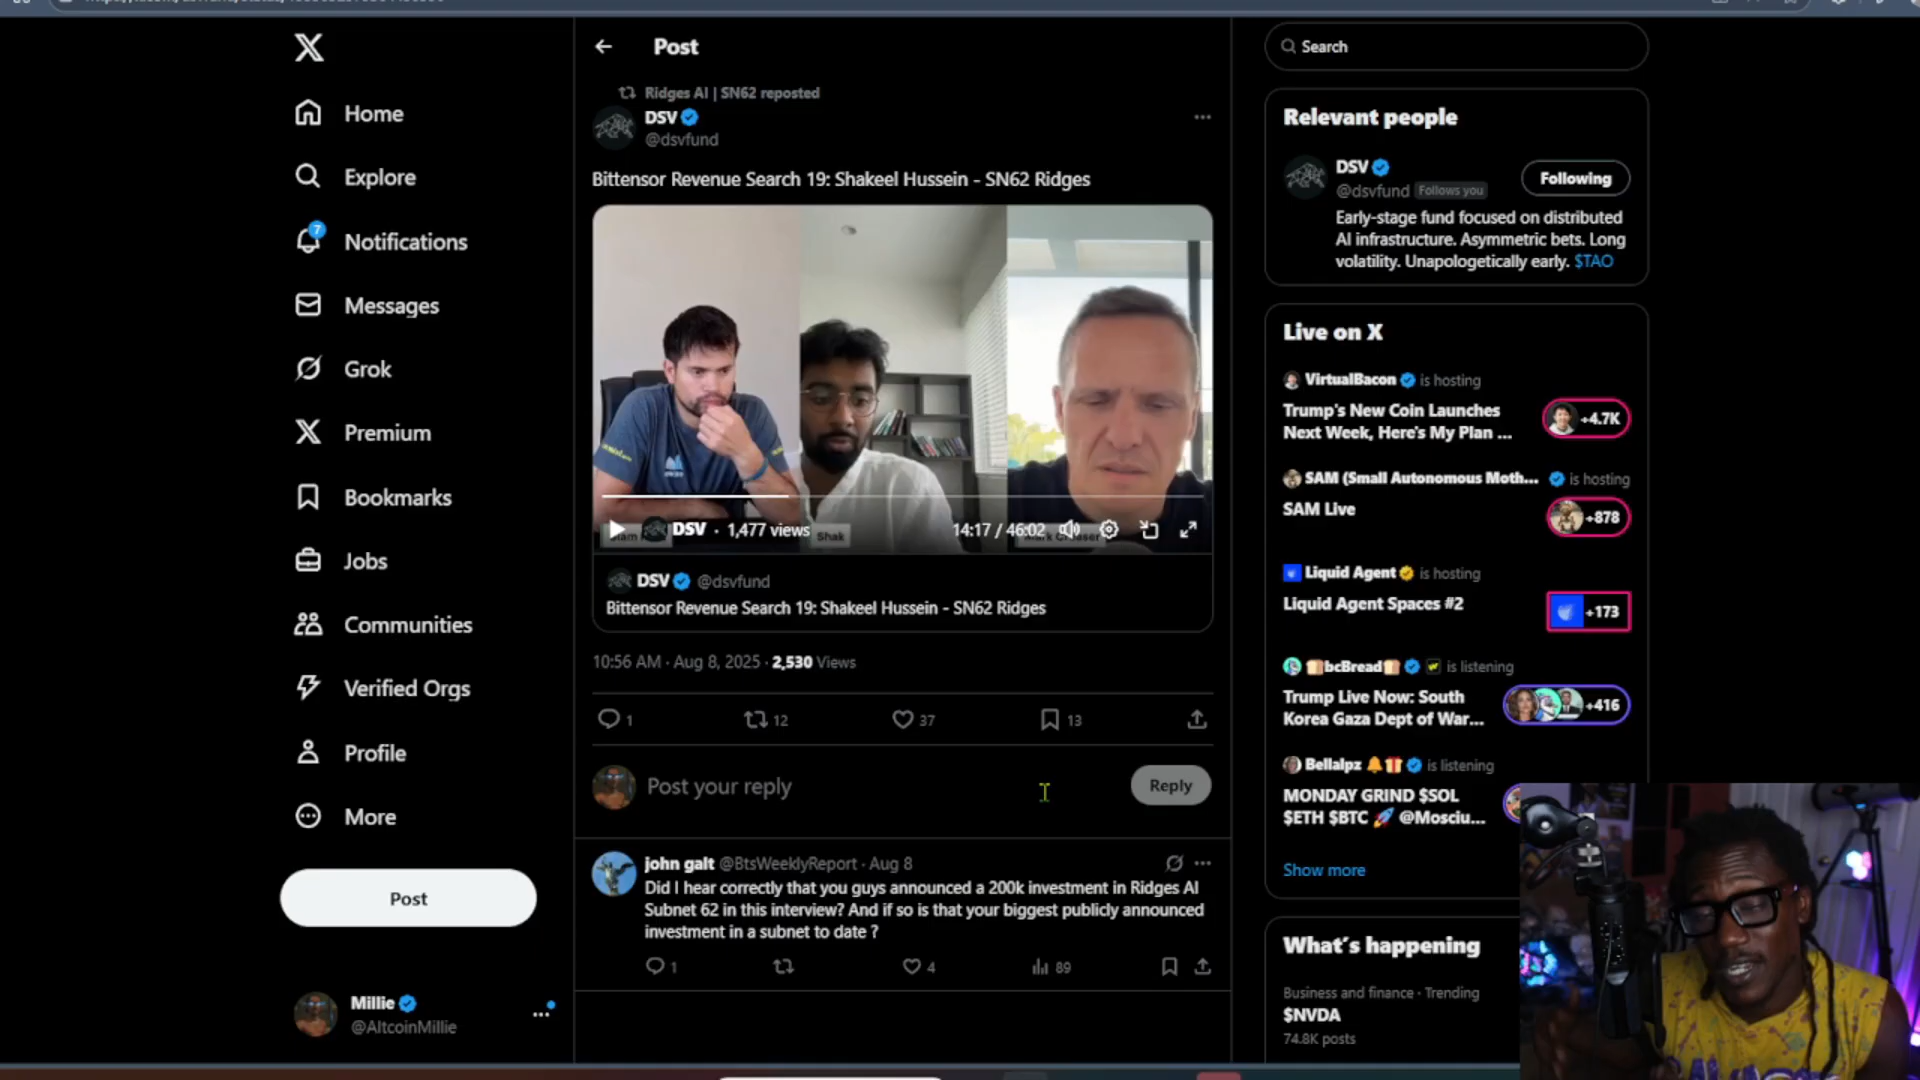 Home
Explore
7
Notifications
Messages
Grok
Premium
Bookmarks
Jobs
Communities
Verified Orgs
Profile
More
Post
Millie
@AltcoinMillie
Post
Ridges AI | SN62 reposted
DSV
@dsvfund
Bittensor Revenue Search 19: Shakeel Hussein - SN62 Ridges
DSV · 1,477 views
Shak
14:17 / 46:02
DSV @dsvfund
Bittensor Revenue Search 19: Shakeel Hussein - SN62 Ridges
10:56 AM · Aug 8, 2025 · 2,530 Views
1
12
37
13
Post your reply
Reply
john galt @BtsWeeklyReport · Aug 8
Did I hear correctly that you guys announced a 200k investment in Ridges AI
Subnet 62 in this interview? And if so is that your biggest publicly announced
investment in a subnet to date ?
1
4
89
Search
Relevant people
DSV
@dsvfund Follows you
Following
Early-stage fund focused on distributed
AI infrastructure. Asymmetric bets. Long
volatility. Unapologetically early. $TAO
Live on X
VirtualBacon is hosting
Trump's New Coin Launches
Next Week, Here's My Plan ...
+4.7K
SAM (Small Autonomous Moth... is hosting
SAM Live
+878
Liquid Agent is hosting
Liquid Agent Spaces #2
+173
bcBread is listening
Trump Live Now: South
Korea Gaza Dept of War...
+416
Bellalpz is listening
MONDAY GRIND $SOL
$ETH $BTC 🚀 @Mosciu...
Show more
What's happening
Business and finance · Trending
$NVDA
74.8K posts